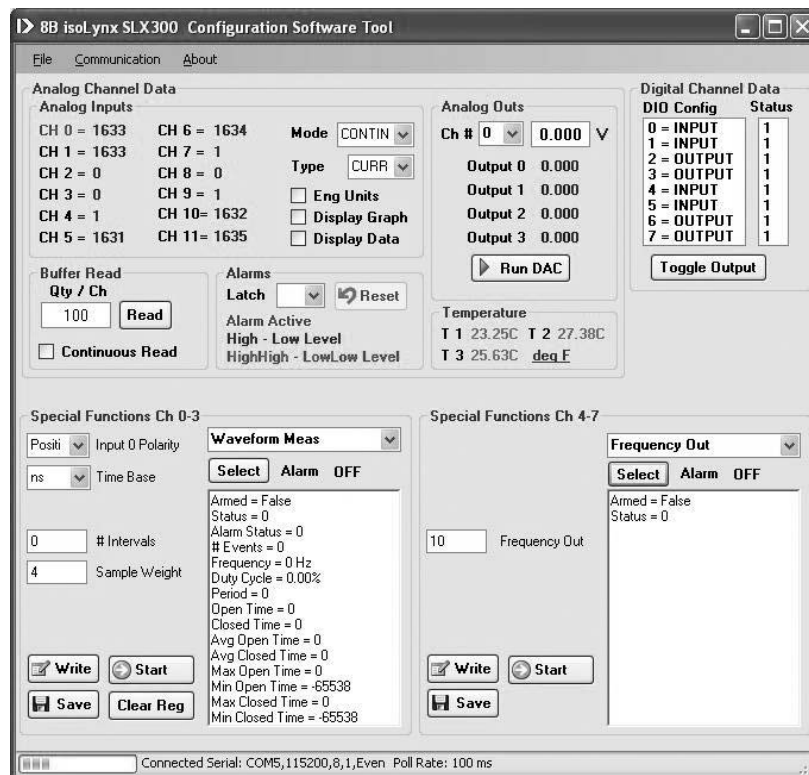 8B isoLynx SLX300 Configuration Software Tool
File Communication About
Analog Channel Data
Analog Inputs
CH 0 = 1633 CH 6 = 1634
CH 1 = 1633 CH 7 = 1
CH 2 = 0 CH 8 = 0
CH 3 = 0 CH 9 = 1
CH 4 = 1 CH 10= 1632
CH 5 = 1631 CH 11= 1635
Mode CONTIN
Type CURR
Eng Units
Display Graph
Display Data
Analog Outs
Ch # 0 0.000 V
Output 0 0.000
Output 1 0.000
Output 2 0.000
Output 3 0.000
Run DAC
Digital Channel Data
DIO Config Status
0 = INPUT 1
1 = INPUT 1
2 = OUTPUT 1
3 = OUTPUT 1
4 = INPUT 1
5 = INPUT 1
6 = OUTPUT 1
7 = OUTPUT 1
Toggle Output
Buffer Read
Qty / Ch
100 Read
Continuous Read
Alarms
Latch Reset
Alarm Active
High - Low Level
HighHigh - LowLow Level
Temperature
T 1 23.25C T 2 27.38C
T 3 25.63C deg F
Special Functions Ch 0-3
Positi Input 0 Polarity
ns Time Base
0 # Intervals
4 Sample Weight
Write Start
Save Clear Reg
Waveform Meas
Select Alarm OFF
Armed = False
Status = 0
Alarm Status = 0
# Events = 0
Frequency = 0 Hz
Duty Cycle = 0.00%
Period = 0
Open Time = 0
Closed Time = 0
Avg Open Time = 0
Avg Closed Time = 0
Max Open Time = 0
Min Open Time = -65538
Max Closed Time = 0
Min Closed Time = -65538
Special Functions Ch 4-7
10 Frequency Out
Write Start
Save
Frequency Out
Select Alarm OFF
Armed = False
Status = 0
Connected Serial: COM5,115200,8,1,Even Poll Rate: 100 ms